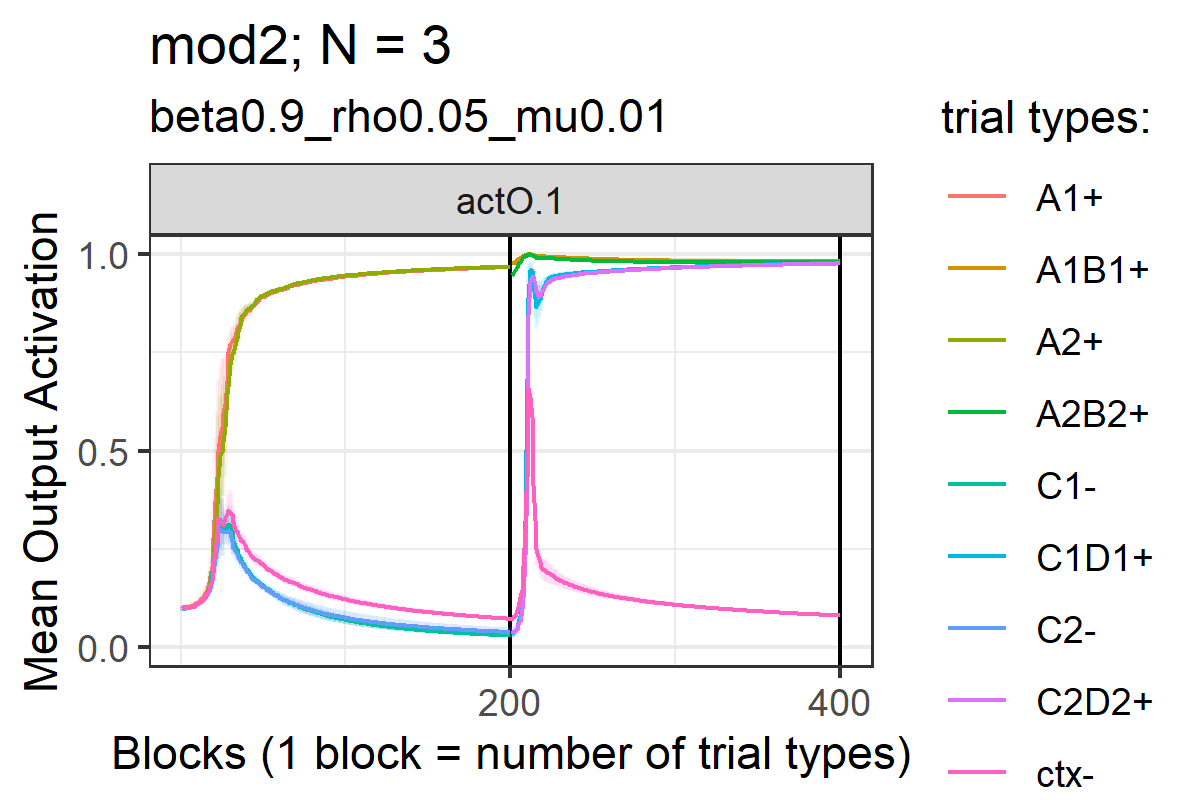 mod2; N = 3
beta0.9_rho0.05_mu0.01
actO.1
Mean Output Activation
1.0
0.5
0.0
200
400
Blocks (1 block = number of trial types)
trial types:
A1+
A1B1+
A2+
A2B2+
C1-
C1D1+
C2-
C2D2+
ctx-